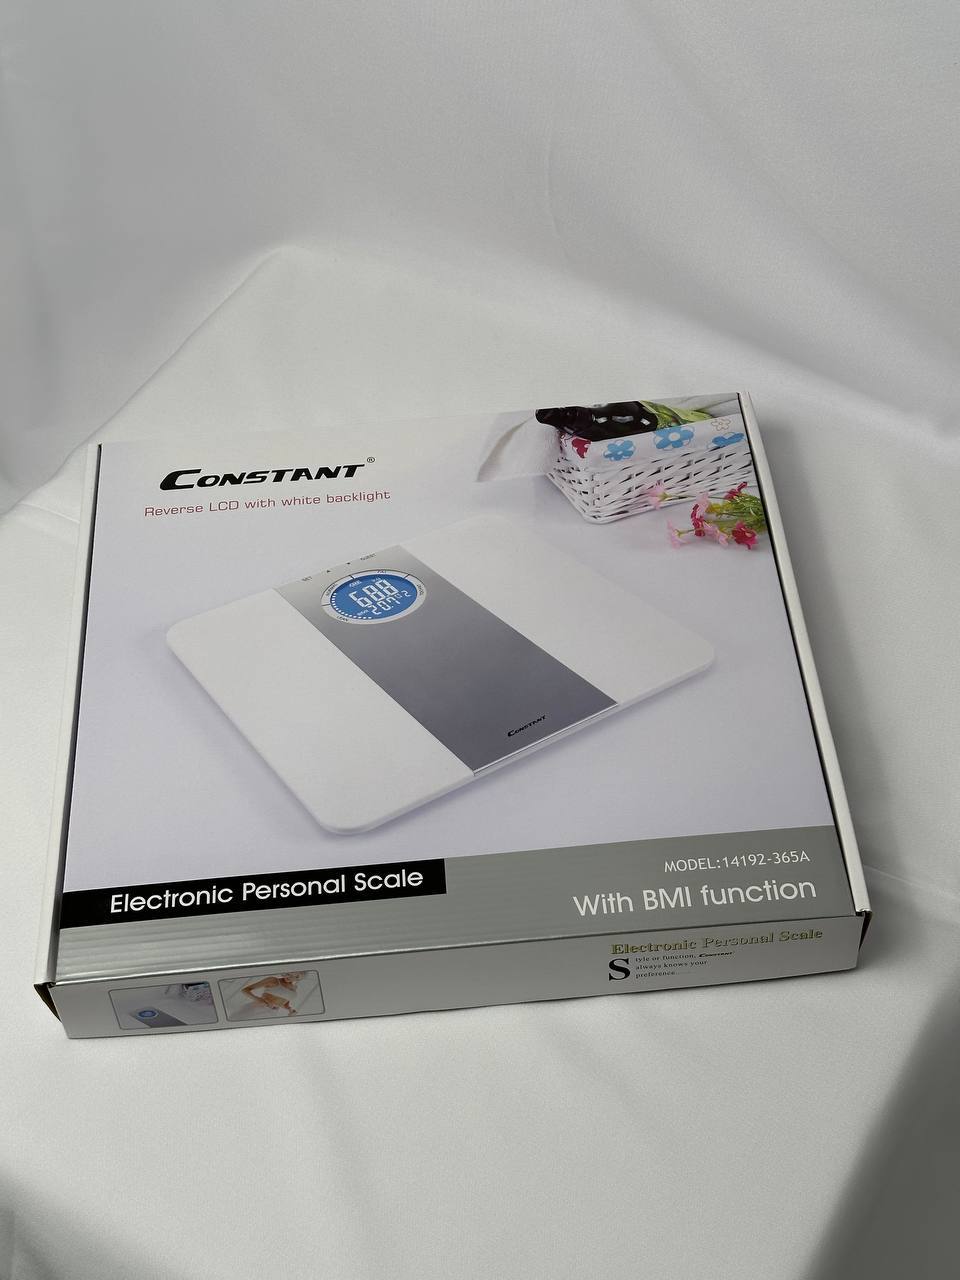 CONSTANT®
Reverse LCD with white backlight
SET
CONSTANT
MODEL:14192-365A
Electronic Personal Scale
With BMI function
Electronic Personal Scale
Style or function, CONSTANT
always knows your
preference......